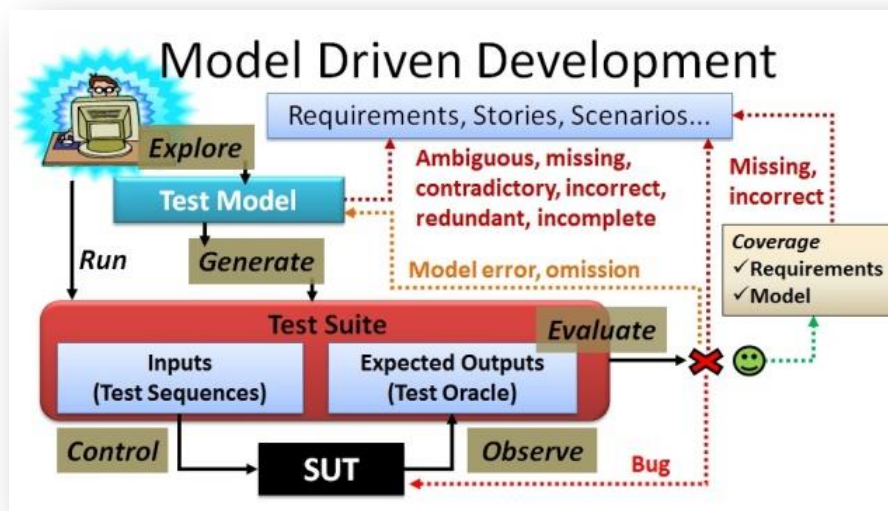 Model Driven Development
Requirements, Stories, Scenarios...
Explore
Test Model
Ambiguous, missing,
contradictory, incorrect,
redundant, incomplete
Missing,
incorrect
Run
Generate
Model error, omission
Coverage
✓Requirements
✓Model
Test Suite
Evaluate
Inputs
(Test Sequences)
Expected Outputs
(Test Oracle)
Control
SUT
Observe
Bug